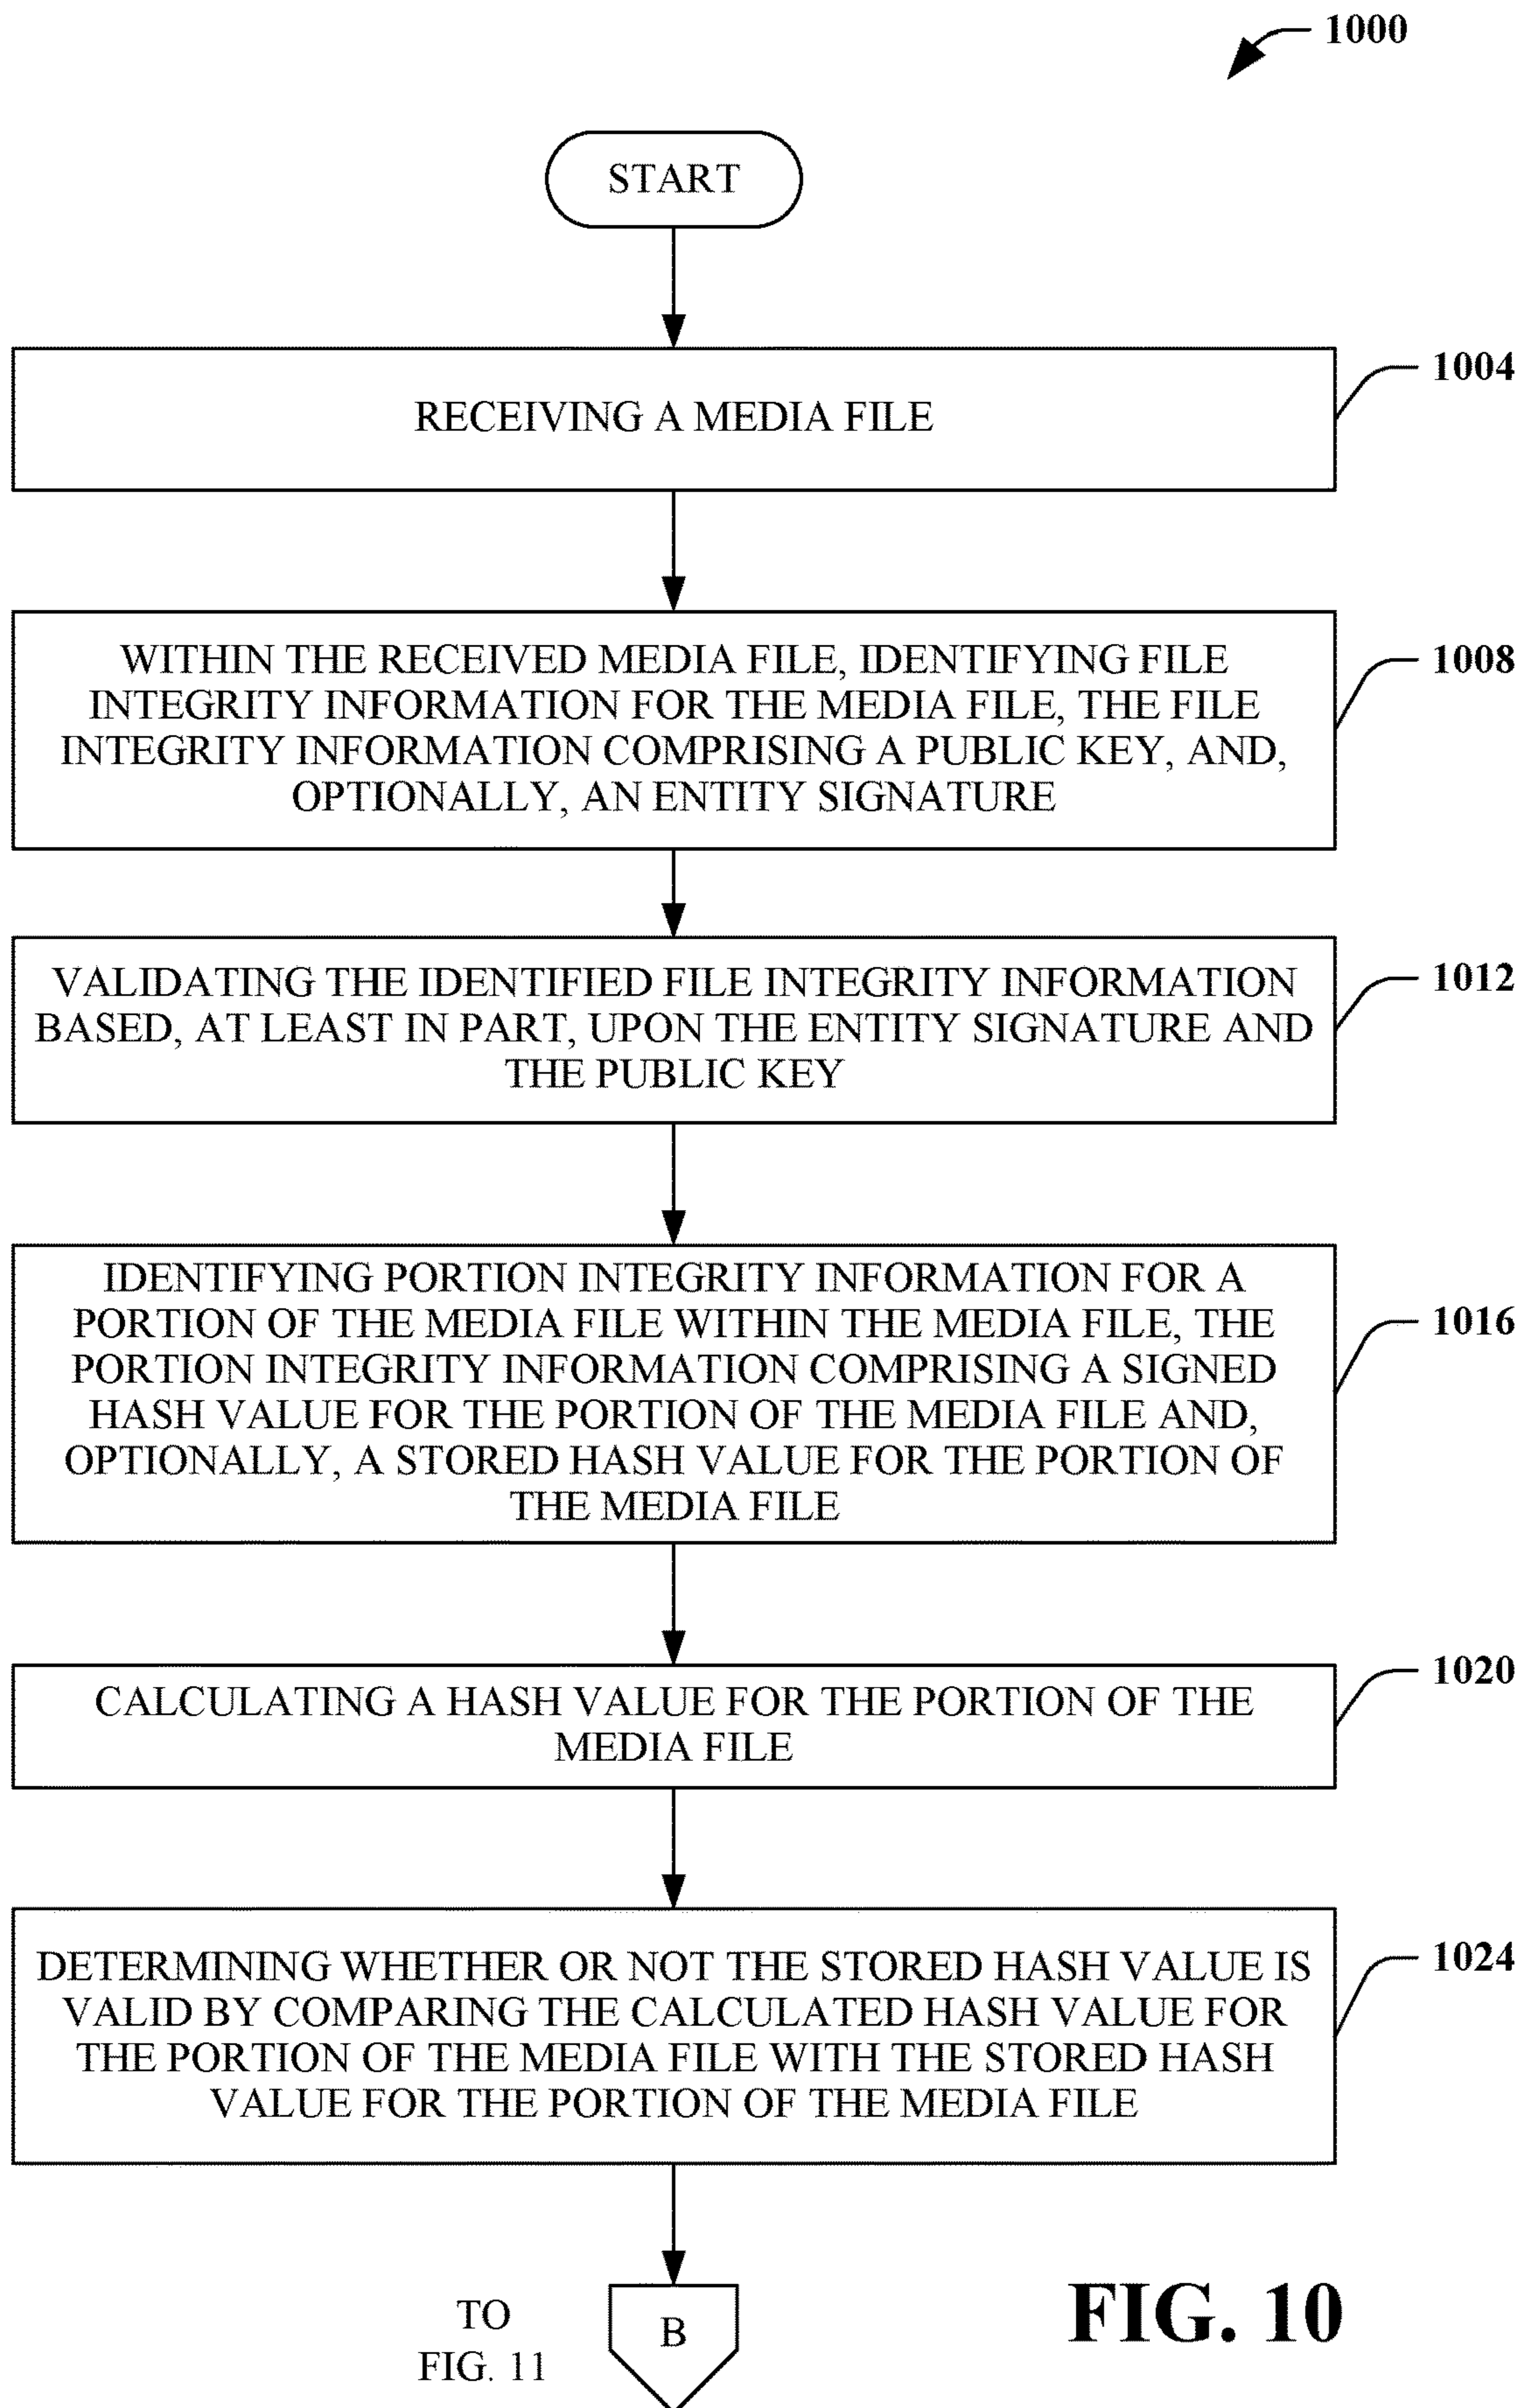 1000
START
RECEIVING A MEDIA FILE
1004
WITHIN THE RECEIVED MEDIA FILE, IDENTIFYING FILE
INTEGRITY INFORMATION FOR THE MEDIA FILE, THE FILE
INTEGRITY INFORMATION COMPRISING A PUBLIC KEY, AND,
OPTIONALLY, AN ENTITY SIGNATURE
1008
VALIDATING THE IDENTIFIED FILE INTEGRITY INFORMATION
BASED, AT LEAST IN PART, UPON THE ENTITY SIGNATURE AND
THE PUBLIC KEY
1012
IDENTIFYING PORTION INTEGRITY INFORMATION FOR A
PORTION OF THE MEDIA FILE WITHIN THE MEDIA FILE, THE
PORTION INTEGRITY INFORMATION COMPRISING A SIGNED
HASH VALUE FOR THE PORTION OF THE MEDIA FILE AND,
OPTIONALLY, A STORED HASH VALUE FOR THE PORTION OF
THE MEDIA FILE
1016
CALCULATING A HASH VALUE FOR THE PORTION OF THE
MEDIA FILE
1020
DETERMINING WHETHER OR NOT THE STORED HASH VALUE IS
VALID BY COMPARING THE CALCULATED HASH VALUE FOR
THE PORTION OF THE MEDIA FILE WITH THE STORED HASH
VALUE FOR THE PORTION OF THE MEDIA FILE
1024
TO
FIG. 11
B
FIG. 10